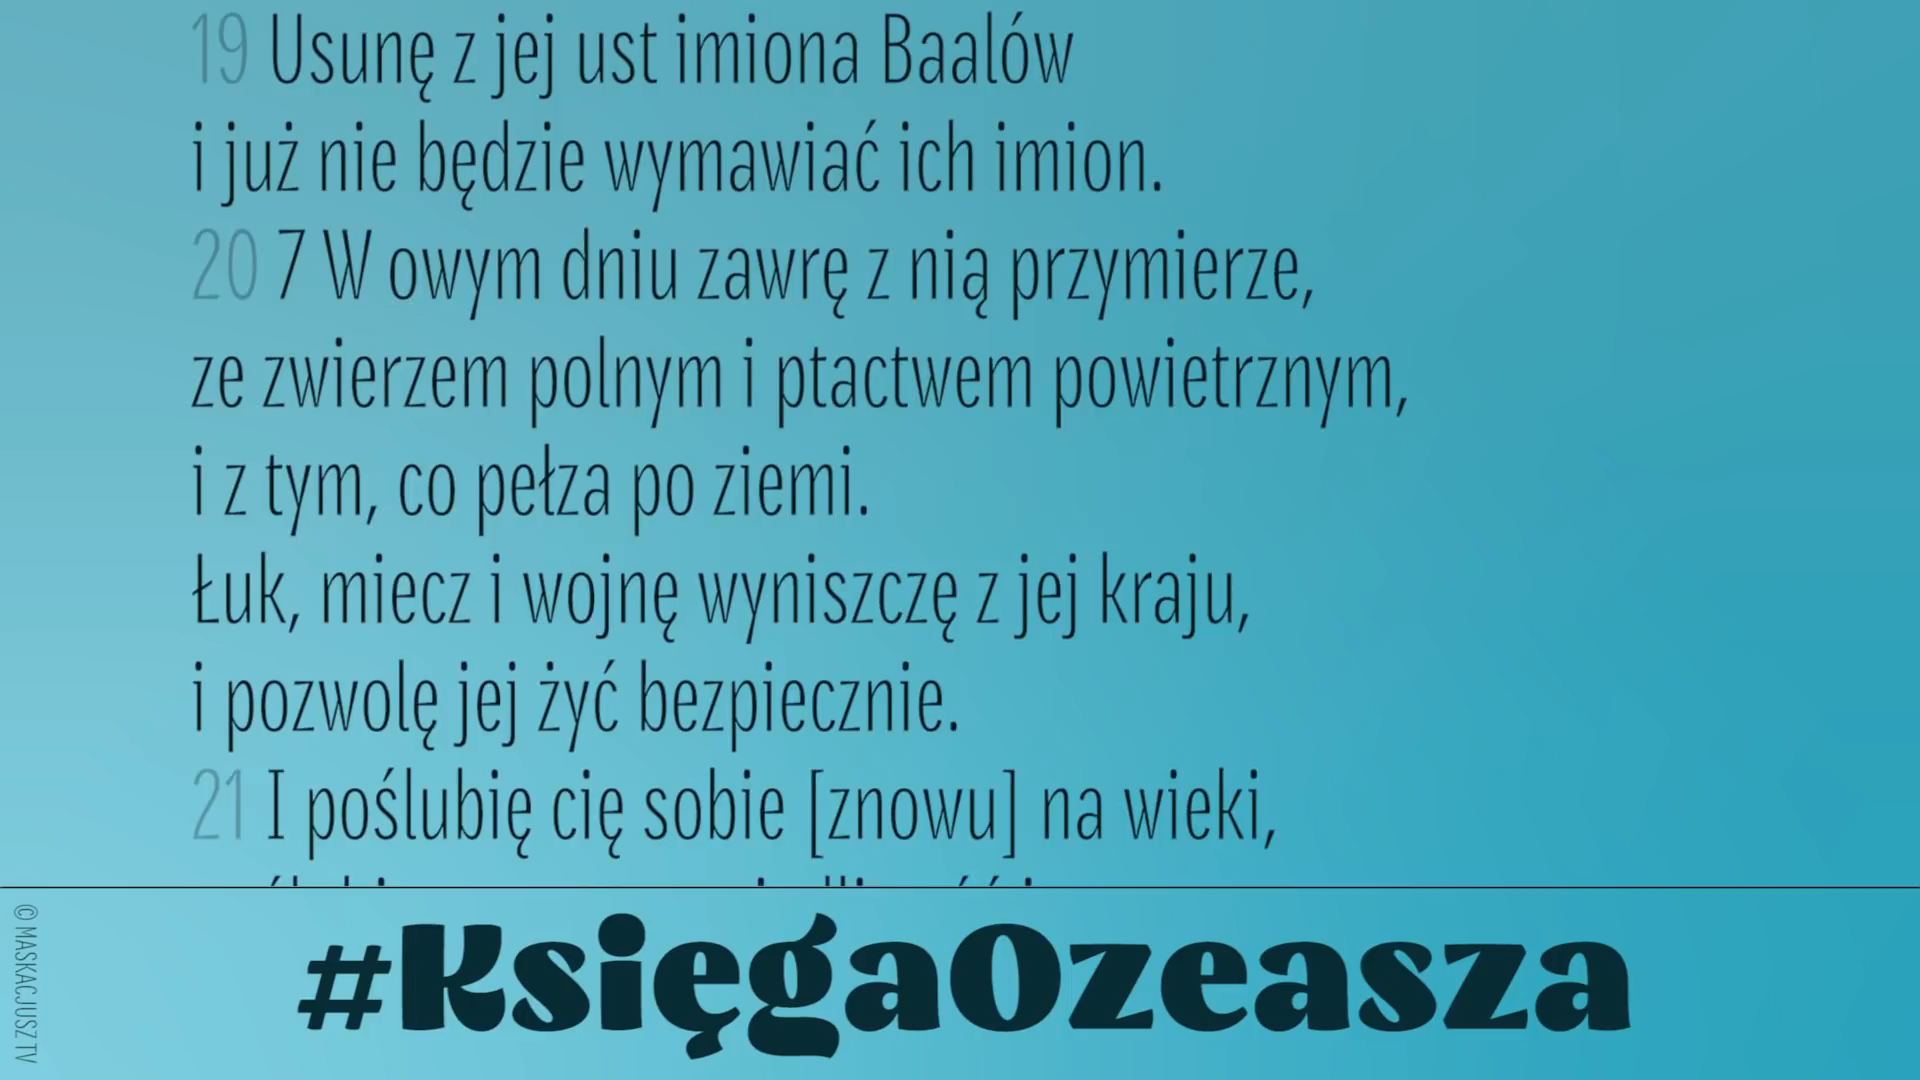 19 Usunę z jej ust imiona Baalów
i już nie będzie wymawiać ich imion.
20 7 W owym dniu zawrę z nią przymierze,
ze zwierzem polnym i ptactwem powietrznym,
i z tym, co pełza po ziemi.
Łuk, miecz i wojnę wyniszczę z jej kraju,
i pozwolę jej żyć bezpiecznie.
21 I poślubię cię sobie [znowu] na wieki,
#KsięgaOzeasza
© MASKACJUSZ TV